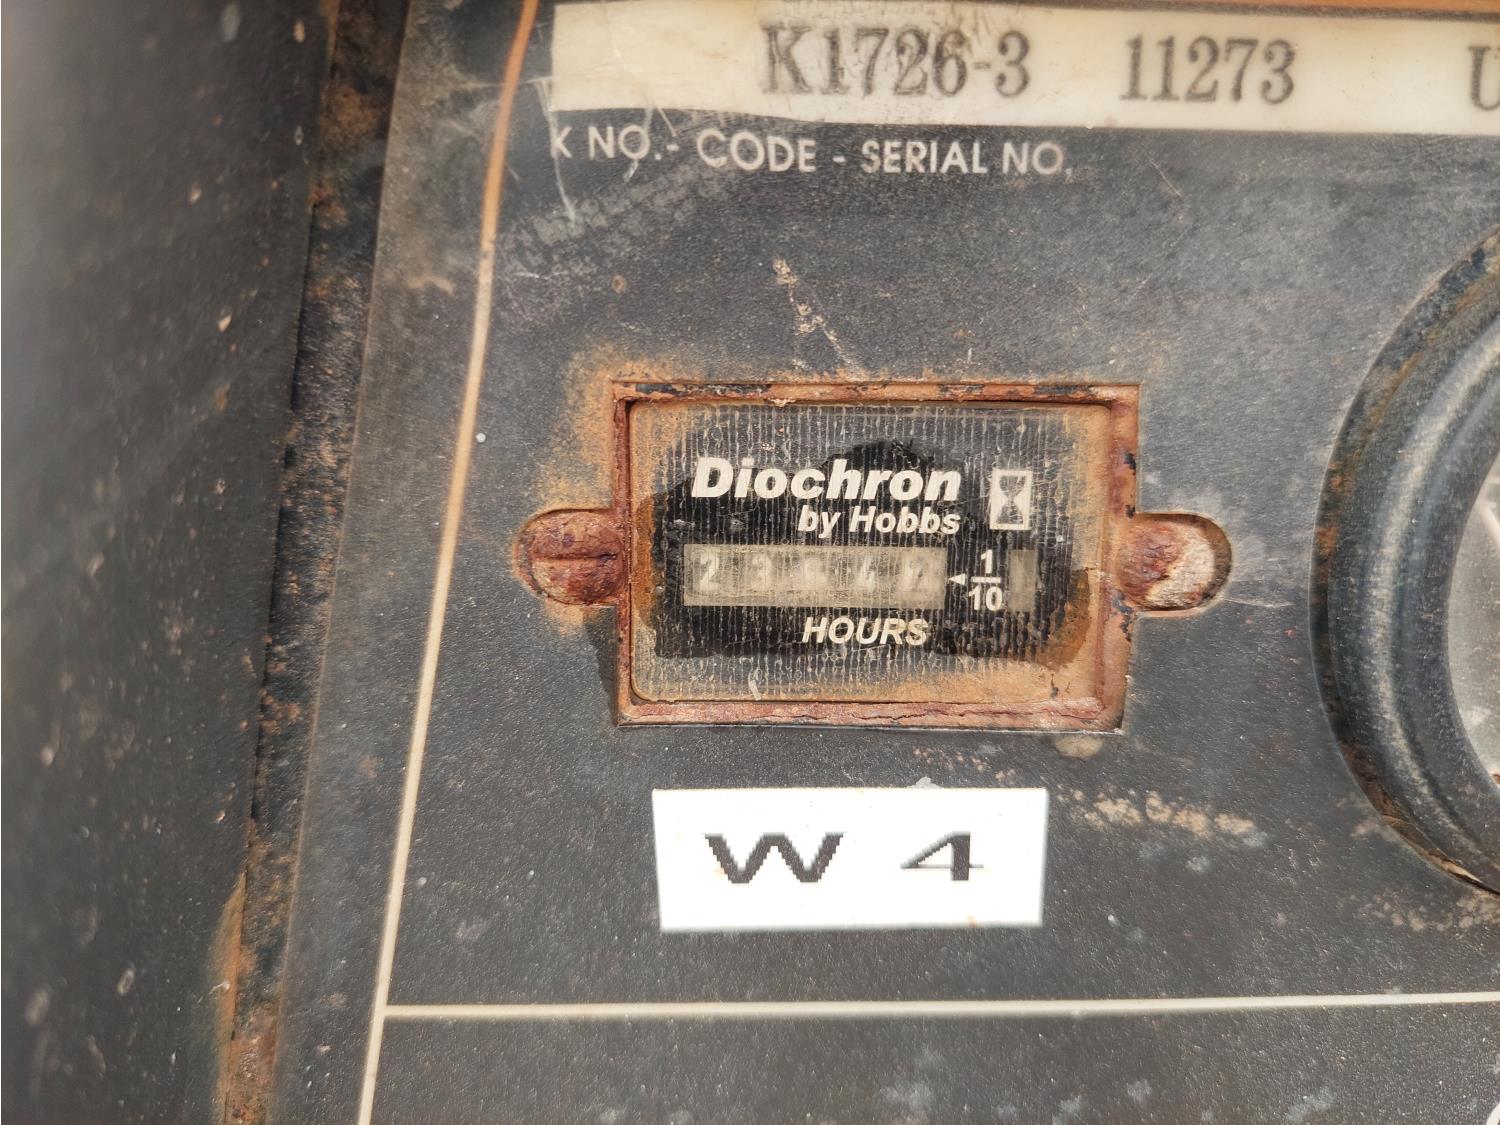 K1726-3 11273 U
K NO.- CODE - SERIAL NO.
Diochron
by Hobbs
1
10
HOURS
W 4